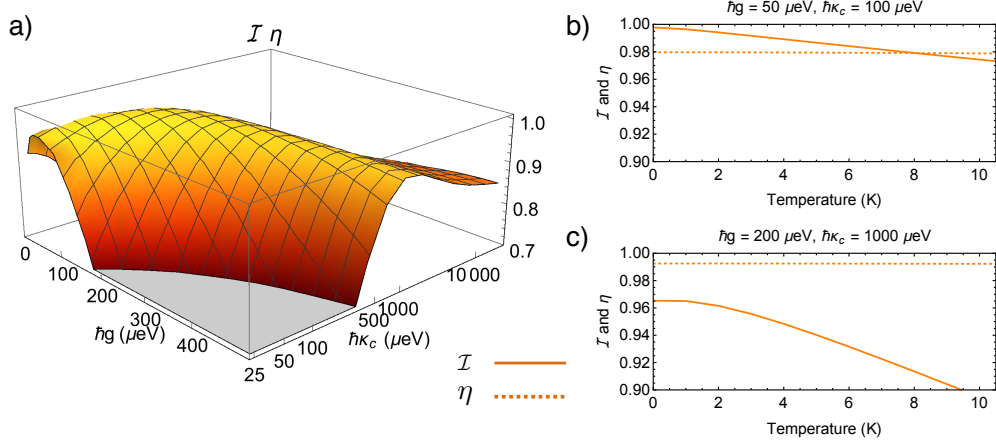 a)
ℐ η
1.0
0.9
0.8
0.7
0
100
200
300
400
ħg (µeV)
25
50
100
500
1000
10 000
ħκc (µeV)
ℐ
η
b)
ħg = 50 µeV, ħκc = 100 µeV
1.00
0.98
0.96
0.94
0.92
0.90
ℐ and η
0 2 4 6 8 10
Temperature (K)
c)
ħg = 200 µeV, ħκc = 1000 µeV
1.00
0.98
0.96
0.94
0.92
0.90
ℐ and η
0 2 4 6 8 10
Temperature (K)